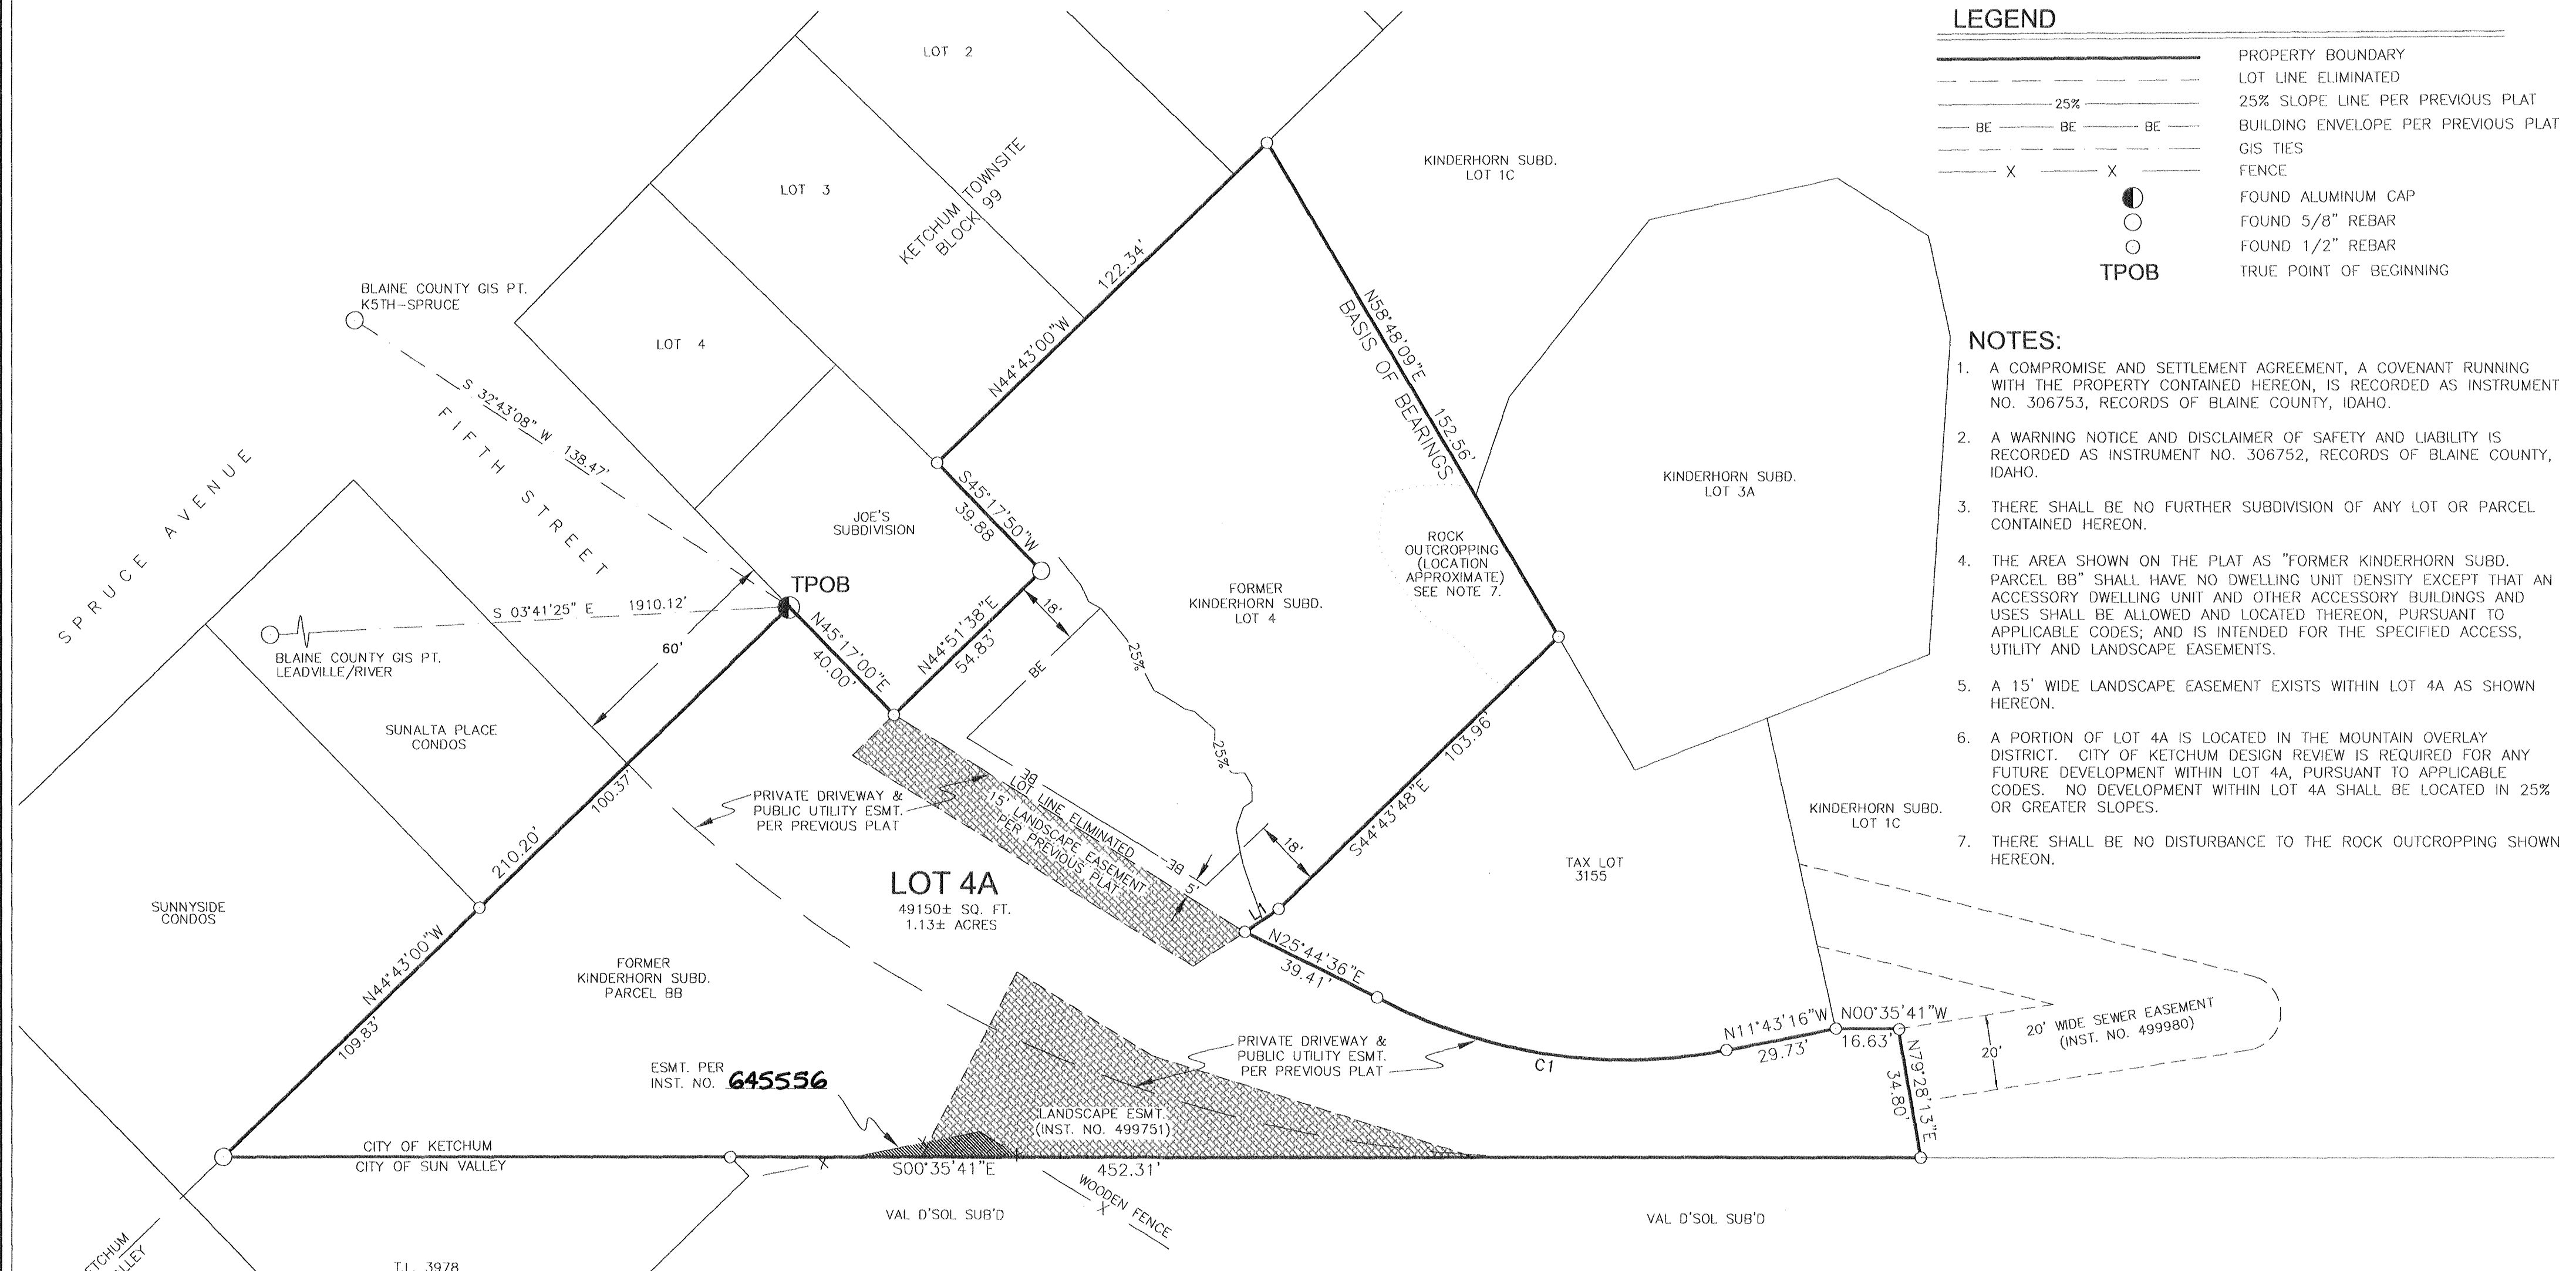 LEGEND
PROPERTY BOUNDARY
LOT LINE ELIMINATED
25%
25% SLOPE LINE PER PREVIOUS PLAT
BE BE BE
BUILDING ENVELOPE PER PREVIOUS PLAT
GIS TIES
X X
FENCE
FOUND ALUMINUM CAP
FOUND 5/8" REBAR
FOUND 1/2" REBAR
TPOB
TRUE POINT OF BEGINNING
NOTES:
1. A COMPROMISE AND SETTLEMENT AGREEMENT, A COVENANT RUNNING
WITH THE PROPERTY CONTAINED HEREON, IS RECORDED AS INSTRUMENT
NO. 306753, RECORDS OF BLAINE COUNTY, IDAHO.
2. A WARNING NOTICE AND DISCLAIMER OF SAFETY AND LIABILITY IS
RECORDED AS INSTRUMENT NO. 306752, RECORDS OF BLAINE COUNTY,
IDAHO.
3. THERE SHALL BE NO FURTHER SUBDIVISION OF ANY LOT OR PARCEL
CONTAINED HEREON.
4. THE AREA SHOWN ON THE PLAT AS "FORMER KINDERHORN SUBD.
PARCEL BB" SHALL HAVE NO DWELLING UNIT DENSITY EXCEPT THAT AN
ACCESSORY DWELLING UNIT AND OTHER ACCESSORY BUILDINGS AND
USES SHALL BE ALLOWED AND LOCATED THEREON, PURSUANT TO
APPLICABLE CODES; AND IS INTENDED FOR THE SPECIFIED ACCESS,
UTILITY AND LANDSCAPE EASEMENTS.
5. A 15' WIDE LANDSCAPE EASEMENT EXISTS WITHIN LOT 4A AS SHOWN
HEREON.
6. A PORTION OF LOT 4A IS LOCATED IN THE MOUNTAIN OVERLAY
DISTRICT. CITY OF KETCHUM DESIGN REVIEW IS REQUIRED FOR ANY
FUTURE DEVELOPMENT WITHIN LOT 4A, PURSUANT TO APPLICABLE
CODES. NO DEVELOPMENT WITHIN LOT 4A SHALL BE LOCATED IN 25%
OR GREATER SLOPES.
7. THERE SHALL BE NO DISTURBANCE TO THE ROCK OUTCROPPING SHOWN
HEREON.
LOT 2
LOT 3
KETCHUM TOWNSITE
BLOCK 99
LOT 4
KINDERHORN SUBD.
LOT 1C
122.34'
N44°43'00"W
N58°48'09"E
152.56'
BASIS OF BEARINGS
BLAINE COUNTY GIS PT.
K5TH-SPRUCE
S 32°43'08" W 138.47'
FIFTH STREET
SPRUCE AVENUE
JOE'S
SUBDIVISION
S45°17'50"W
39.88
KINDERHORN SUBD.
LOT 3A
ROCK
OUTCROPPING
(LOCATION
APPROXIMATE)
SEE NOTE 7.
FORMER
KINDERHORN SUBD.
LOT 4
TPOB
S 03°41'25" E 1910.12'
BLAINE COUNTY GIS PT.
LEADVILLE/RIVER
60'
N45°17'00"E
40.00'
N44°51'38"E
54.83'
18'
BE
25%
25%
SUNALTA PLACE
CONDOS
100.37'
210.20'
PRIVATE DRIVEWAY &
PUBLIC UTILITY ESMT.
PER PREVIOUS PLAT
BE
LOT LINE ELIMINATED
15' LANDSCAPE EASEMENT
PER PREVIOUS PLAT
BE
5'
18'
L1
103.96'
S44°43'48"E
KINDERHORN SUBD.
LOT 1C
TAX LOT
3155
LOT 4A
49150± SQ. FT.
1.13± ACRES
SUNNYSIDE
CONDOS
N44°43'00"W
109.83'
FORMER
KINDERHORN SUBD.
PARCEL BB
N25°44'36"E
39.41'
PRIVATE DRIVEWAY &
PUBLIC UTILITY ESMT.
PER PREVIOUS PLAT
C1
N11°43'16"W
29.73'
N00°35'41"W
16.63'
N79°28'13"E
34.80'
20'
20' WIDE SEWER EASEMENT
(INST. NO. 499980)
ESMT. PER
INST. NO. 645556
LANDSCAPE ESMT.
(INST. NO. 499751)
CITY OF KETCHUM
CITY OF SUN VALLEY
X
X
S00°35'41"E
452.31'
WOODEN FENCE
X
VAL D'SOL SUB'D
VAL D'SOL SUB'D
ETCHUM
LLEY
T.L. 3978